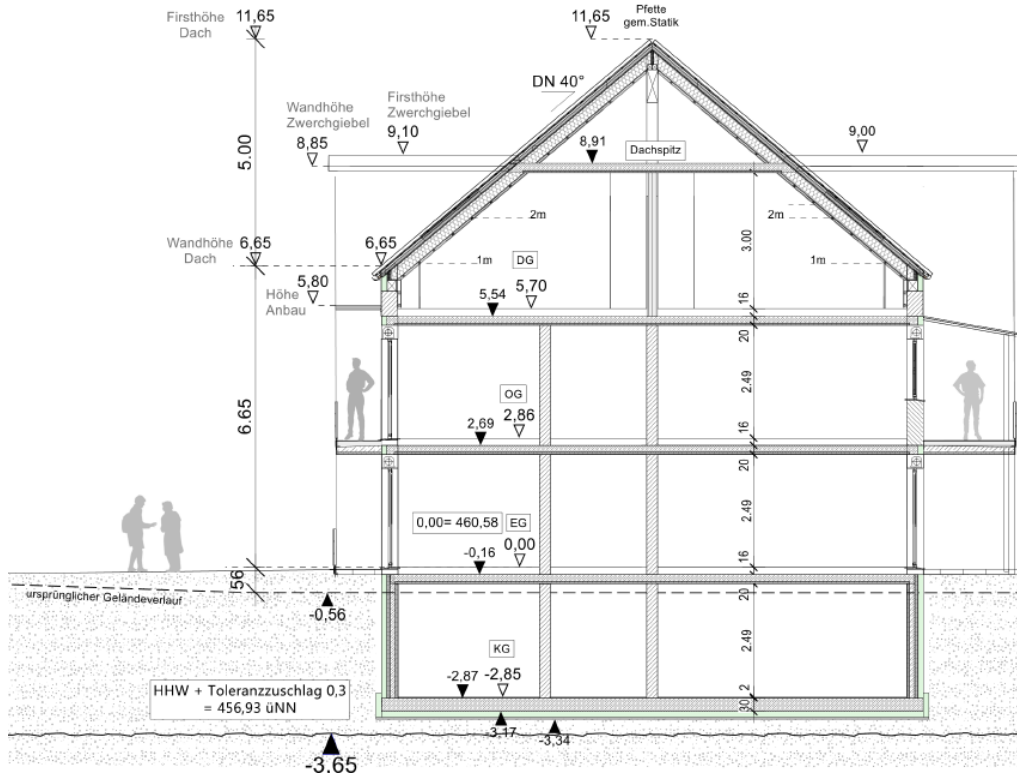 Firsthöhe
Dach
11,65
11,65
Pfette
gem.Statik
DN 40°
Wandhöhe
Zwerchgiebel
8,85
Firsthöhe
Zwerchgiebel
9,10
9,00
8,91
Dachspitz
5.00
2m
2m
3.00
Wandhöhe
Dach
6,65
6,65
1m
1m
DG
5,70
5,54
5,80
Höhe
Anbau
16
20
2.49
OG
2,86
2,69
16
6.65
20
0,00= 460,58
EG
0,00
-0,16
2.49
16
56
ursprünglicher Geländeverlauf
-0,56
20
2.49
KG
-2,87
-2,85
2
30
HHW + Toleranzzuschlag 0,3
= 456,93 üNN
-3,17
-3,34
-3,65